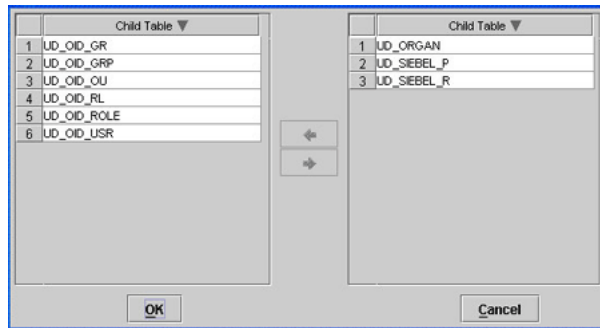 Child Table
1 UD_OID_GR
2 UD_OID_GRP
3 UD_OID_OU
4 UD_OID_RL
5 UD_OID_ROLE
6 UD_OID_USR
Child Table
1 UD_ORGAN
2 UD_SIEBEL_P
3 UD_SIEBEL_R
OK
Cancel